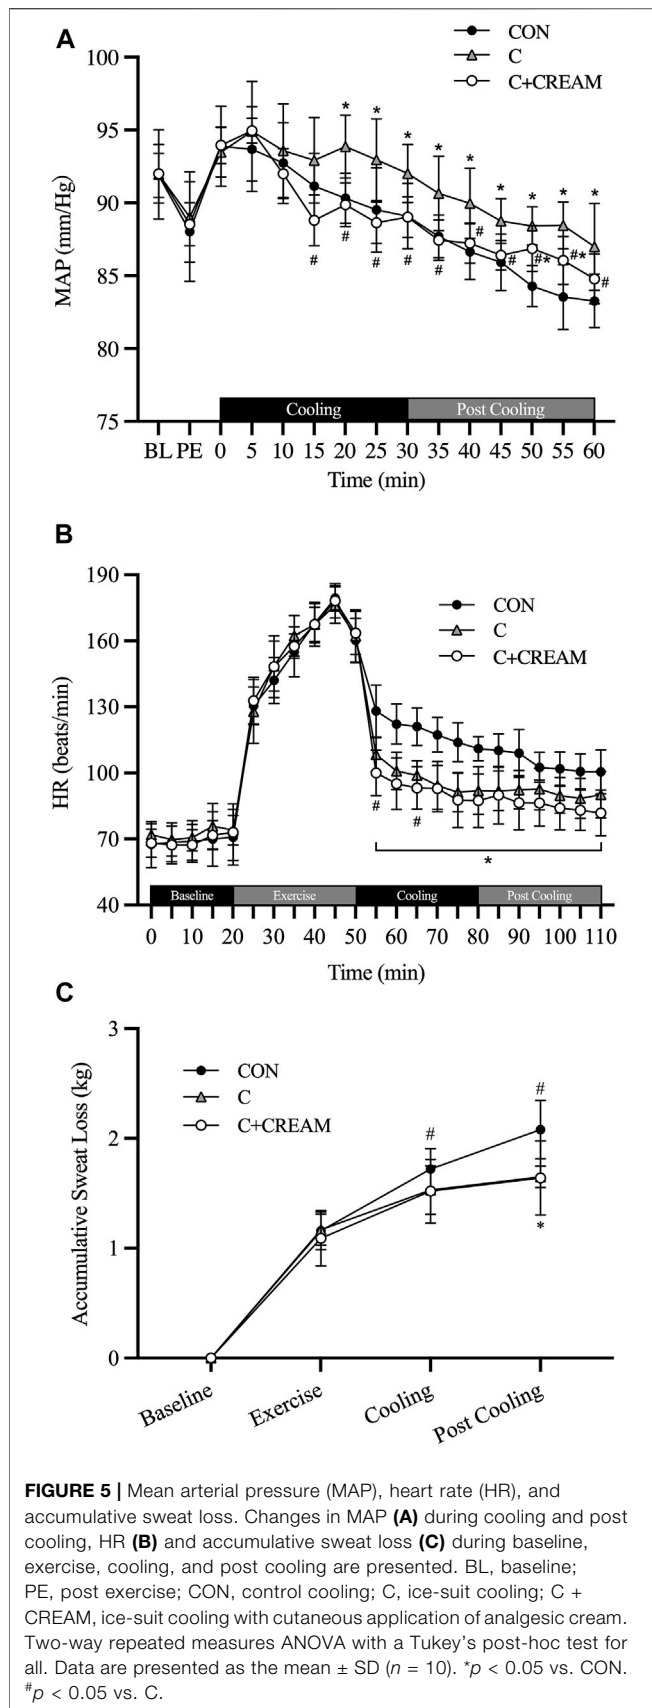 A
CON
C
C+CREAM
100
95
90
85
80
75
MAP (mm/Hg)
* * * * * * * * *
# # # # # # # #* #* #
Cooling
Post Cooling
BL PE 0 5 10 15 20 25 30 35 40 45 50 55 60
Time (min)
B
CON
C
C+CREAM
190
160
130
100
70
40
HR (beats/min)
# #
*
Baseline
Exercise
Cooling
Post Cooling
0 10 20 30 40 50 60 70 80 90 100 110
Time (min)
C
CON
C
C+CREAM
3
2
1
0
Accumulative Sweat Loss (kg)
# #
*
Baseline
Exercise
Cooling
Post Cooling
FIGURE 5 | Mean arterial pressure (MAP), heart rate (HR), and
accumulative sweat loss. Changes in MAP (A) during cooling and post
cooling, HR (B) and accumulative sweat loss (C) during baseline,
exercise, cooling, and post cooling are presented. BL, baseline;
PE, post exercise; CON, control cooling; C, ice-suit cooling; C +
CREAM, ice-suit cooling with cutaneous application of analgesic cream.
Two-way repeated measures ANOVA with a Tukey's post-hoc test for
all. Data are presented as the mean ± SD (n = 10). *p < 0.05 vs. CON.
#p < 0.05 vs. C.